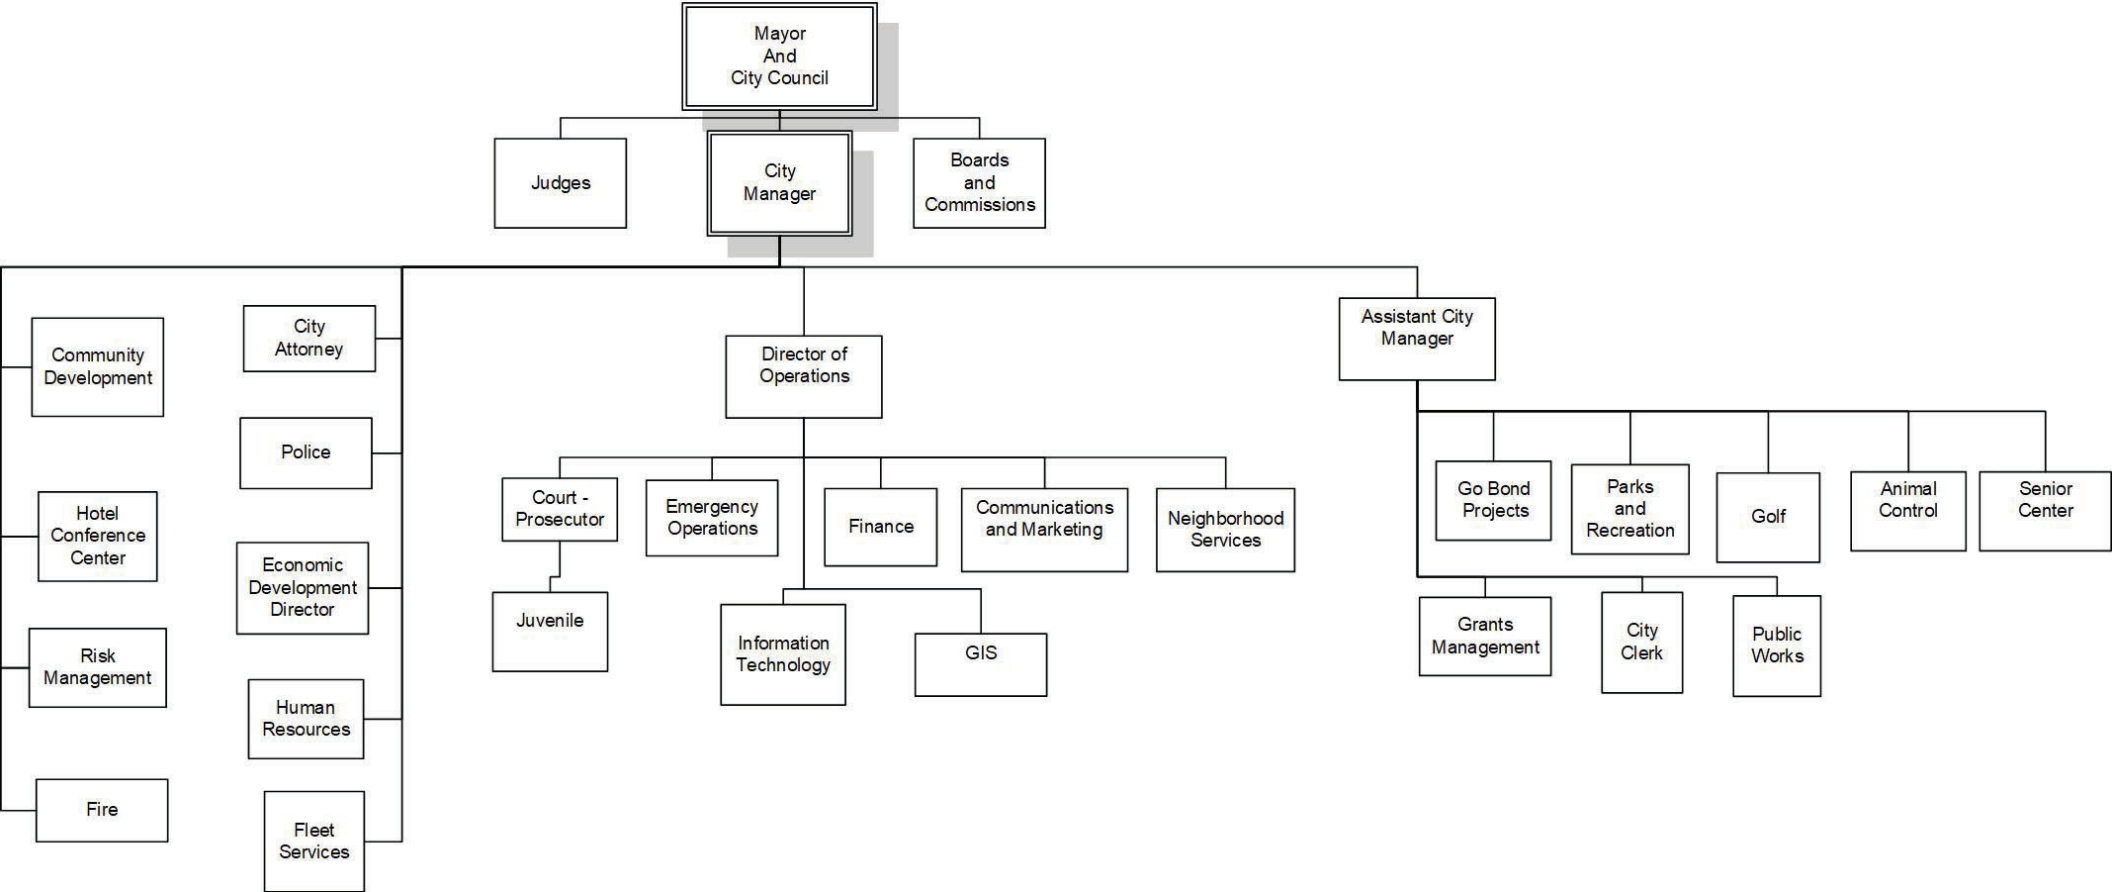 Mayor
And
City Council
Judges
City
Manager
Boards
and
Commissions
Community
Development
Hotel
Conference
Center
Risk
Management
Fire
City
Attorney
Police
Economic
Development
Director
Human
Resources
Fleet
Services
Director of
Operations
Court -
Prosecutor
Juvenile
Emergency
Operations
Finance
Communications
and Marketing
Neighborhood
Services
Information
Technology
GIS
Assistant City
Manager
Go Bond
Projects
Parks
and
Recreation
Golf
Animal
Control
Senior
Center
Grants
Management
City
Clerk
Public
Works